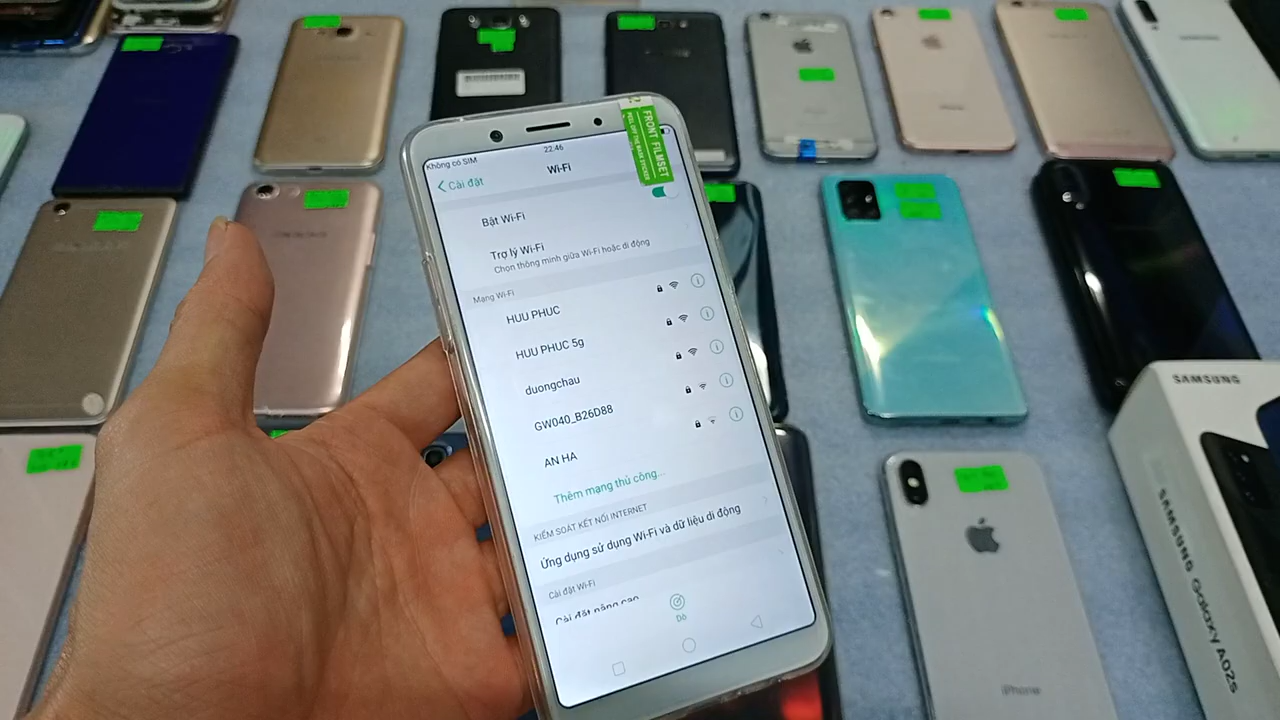 Không có SIM
22:46
Cài đặt
Wi-Fi
Bật Wi-Fi
Trợ lý Wi-Fi
Chọn thông minh giữa Wi-Fi hoặc di động
Mạng Wi-Fi
HUU PHUC
HUU PHUC 5g
duongchau
GW040_B26D88
AN HA
Thêm mạng thủ công...
KIỂM SOÁT KẾT NỐI INTERNET
Ứng dụng sử dụng Wi-Fi và dữ liệu di động
Cài đặt Wi-Fi
Cài đặt nâng cao
Dò
FRONT FILMSET
SAMSUNG
SAMSUNG Galaxy A02s
iPhone